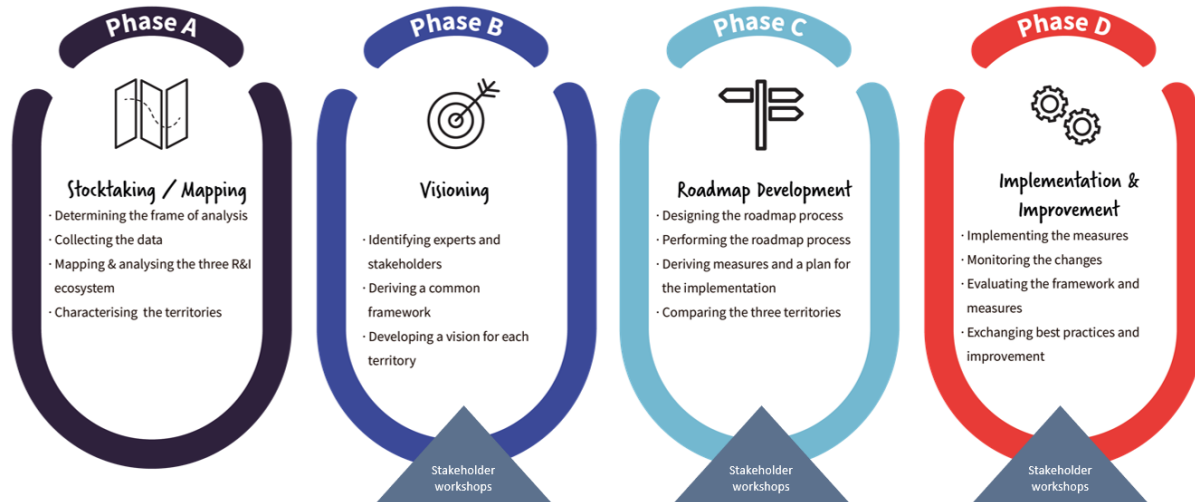 Phase A
Stocktaking / Mapping
· Determining the frame of analysis
· Collecting the data
· Mapping & analysing the three R&I
ecosystem
· Characterising the territories
Phase B
Visioning
· Identifying experts and
stakeholders
· Deriving a common
framework
· Developing a vision for each
territory
Stakeholder
workshops
Phase C
Roadmap Development
· Designing the roadmap process
· Performing the roadmap process
· Deriving measures and a plan for
the implementation
· Comparing the three territories
Stakeholder
workshops
Phase D
Implementation &
Improvement
· Implementing the measures
· Monitoring the changes
· Evaluating the framework and
measures
· Exchanging best practices and
improvement
Stakeholder
workshops